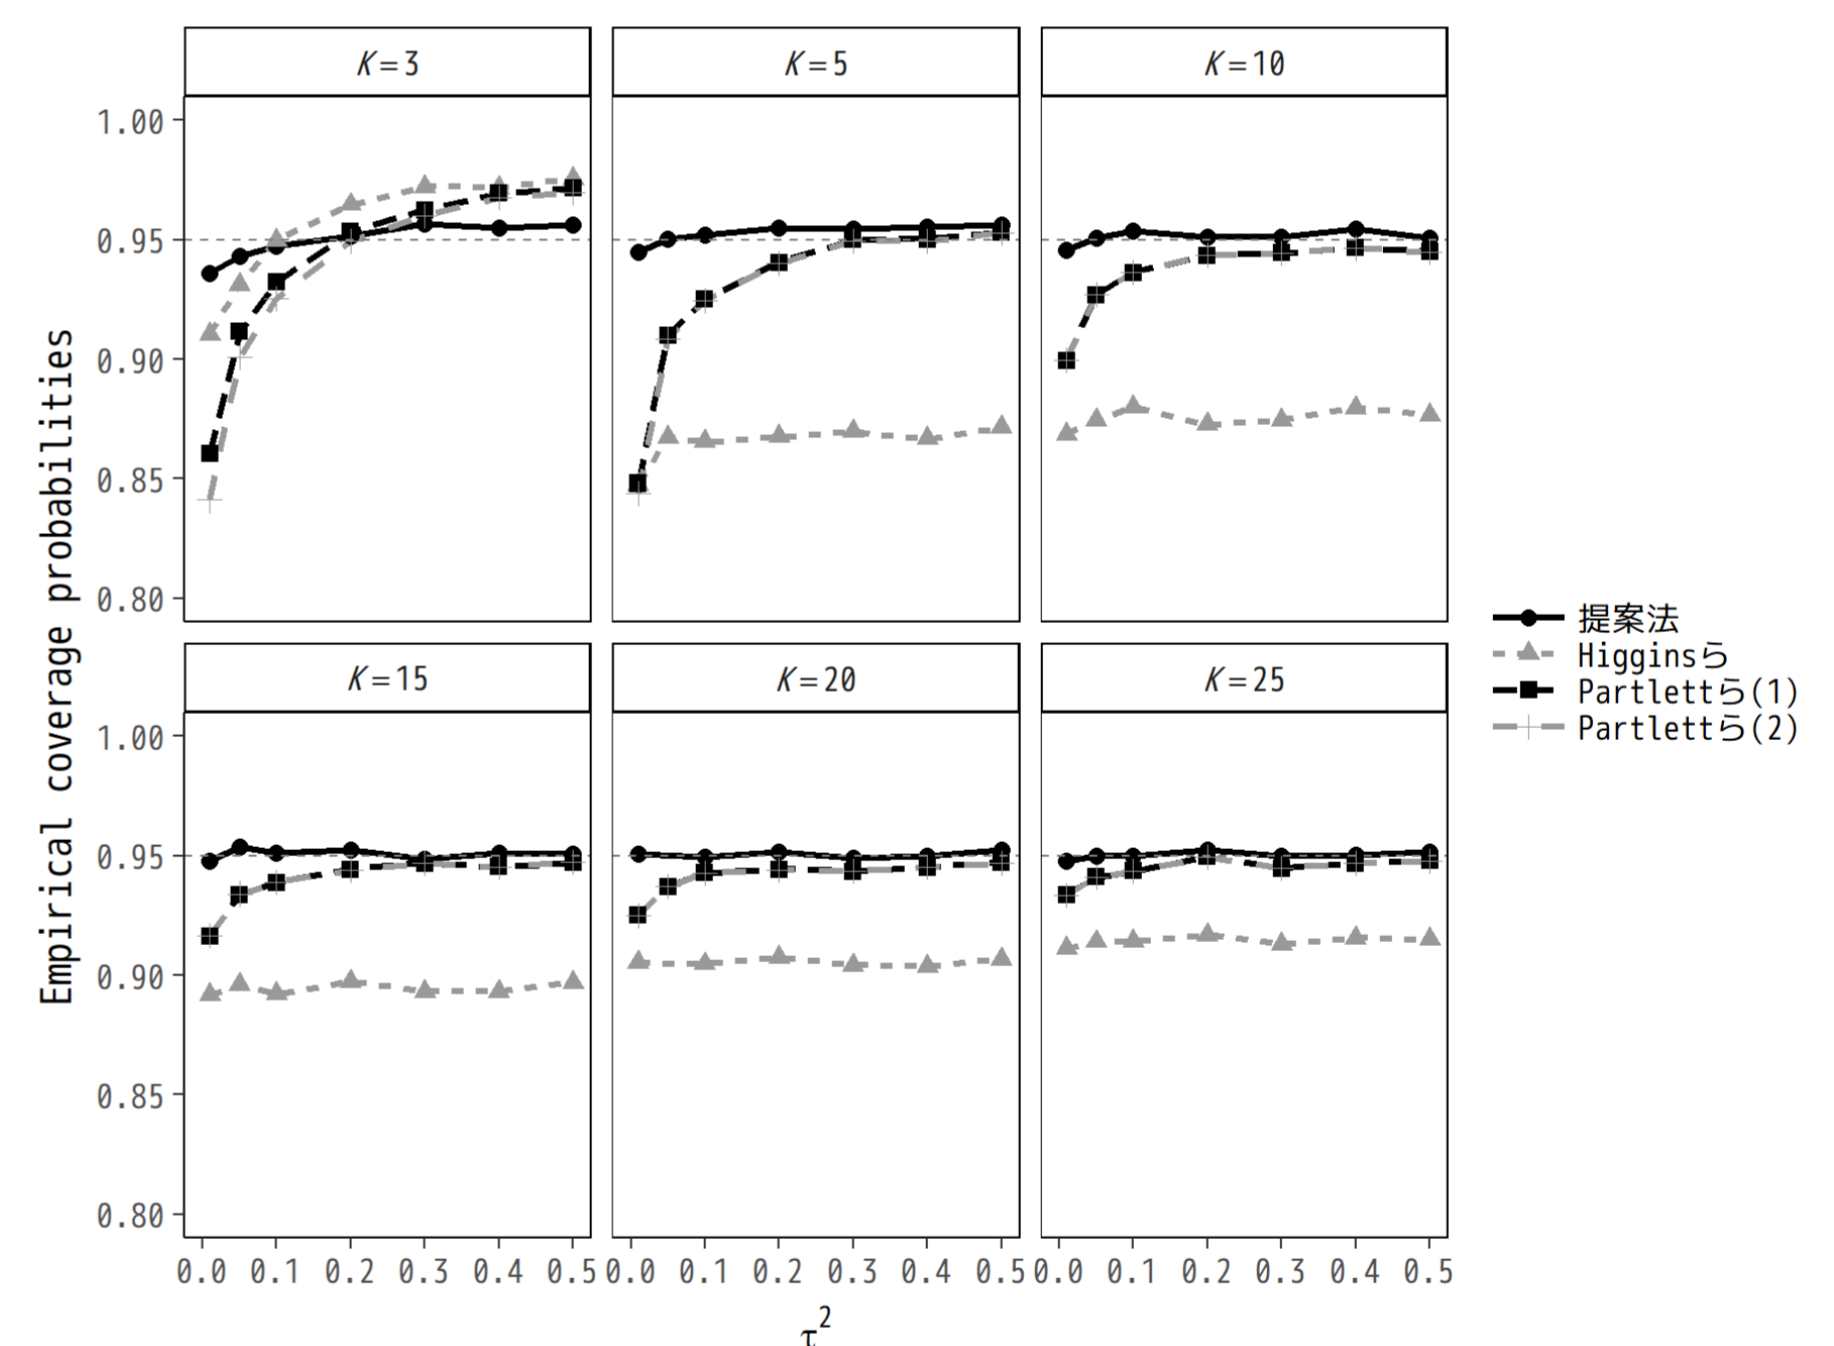 K=3
K=5
K=10
1.00
0.95
0.90
0.85
0.80
K=15
K=20
K=25
1.00
0.95
0.90
0.85
0.80
0.0 0.1 0.2 0.3 0.4 0.5
0.0 0.1 0.2 0.3 0.4 0.5
0.0 0.1 0.2 0.3 0.4 0.5
τ²
Empirical coverage probabilities
提案法
Higginsら
Partlettら(1)
Partlettら(2)